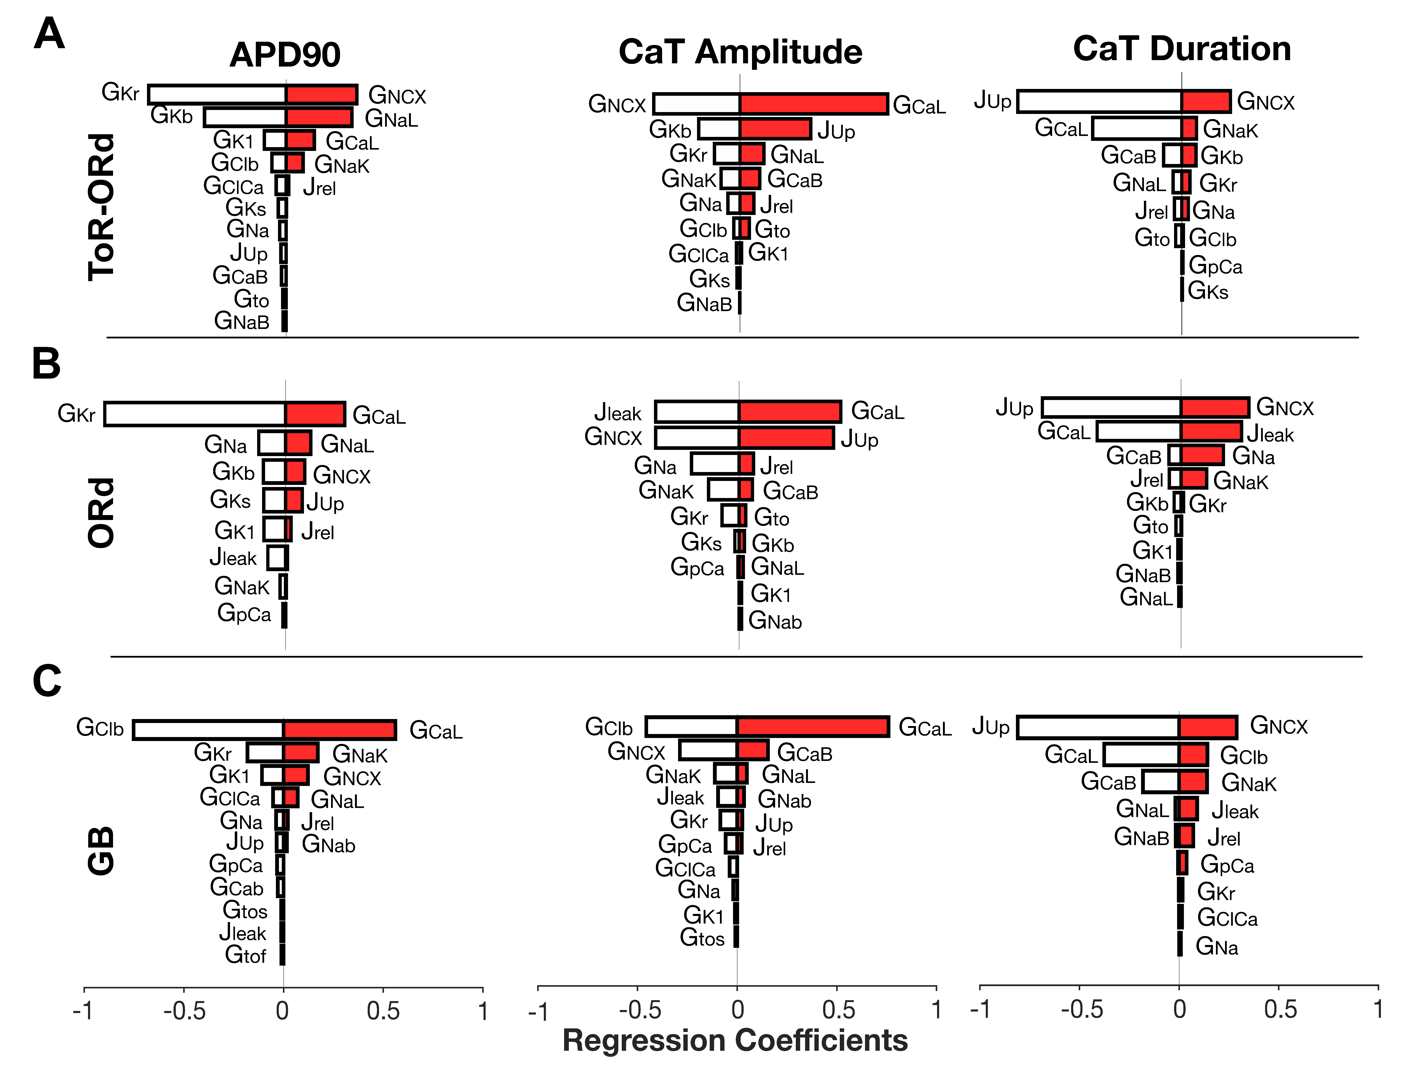 A
APD90
CaT Amplitude
CaT Duration
ToR-ORd
GKr
GNCX
GKb
GNaL
GK1
GCaL
GClb
GNaK
GClCa
Jrel
GKs
GNa
JUp
GCaB
Gto
GNaB
GNCX
GCaL
GKb
JUp
GKr
GNaL
GNaK
GCaB
GNa
Jrel
GClb
Gto
GClCa
GK1
GKs
GNaB
JUp
GNCX
GCaL
GNaK
GCaB
GKb
GNaL
GKr
Jrel
GNa
Gto
GClb
GpCa
GKs
B
ORd
GKr
GCaL
GNa
GNaL
GKb
GNCX
GKs
JUp
GK1
Jrel
Jleak
GNaK
GpCa
Jleak
GCaL
GNCX
JUp
GNa
Jrel
GNaK
GCaB
GKr
Gto
GKs
GKb
GpCa
GNaL
GK1
GNab
JUp
GNCX
GCaL
Jleak
GCaB
GNa
Jrel
GNaK
GKb
GKr
Gto
GK1
GNaB
GNaL
C
GB
GClb
GCaL
GKr
GNaK
GK1
GNCX
GClCa
GNaL
GNa
Jrel
JUp
GNab
GpCa
GCab
Gtos
Jleak
Gtof
GClb
GCaL
GNCX
GCaB
GNaK
GNaL
Jleak
GNab
GKr
JUp
GpCa
Jrel
GClCa
GNa
GK1
Gtos
JUp
GNCX
GCaL
GClb
GCaB
GNaK
GNaL
Jleak
GNaB
Jrel
GpCa
GKr
GClCa
GNa
-1 -0.5 0 0.5 1
-1 -0.5 0 0.5 1
-1 -0.5 0 0.5 1
Regression Coefficients